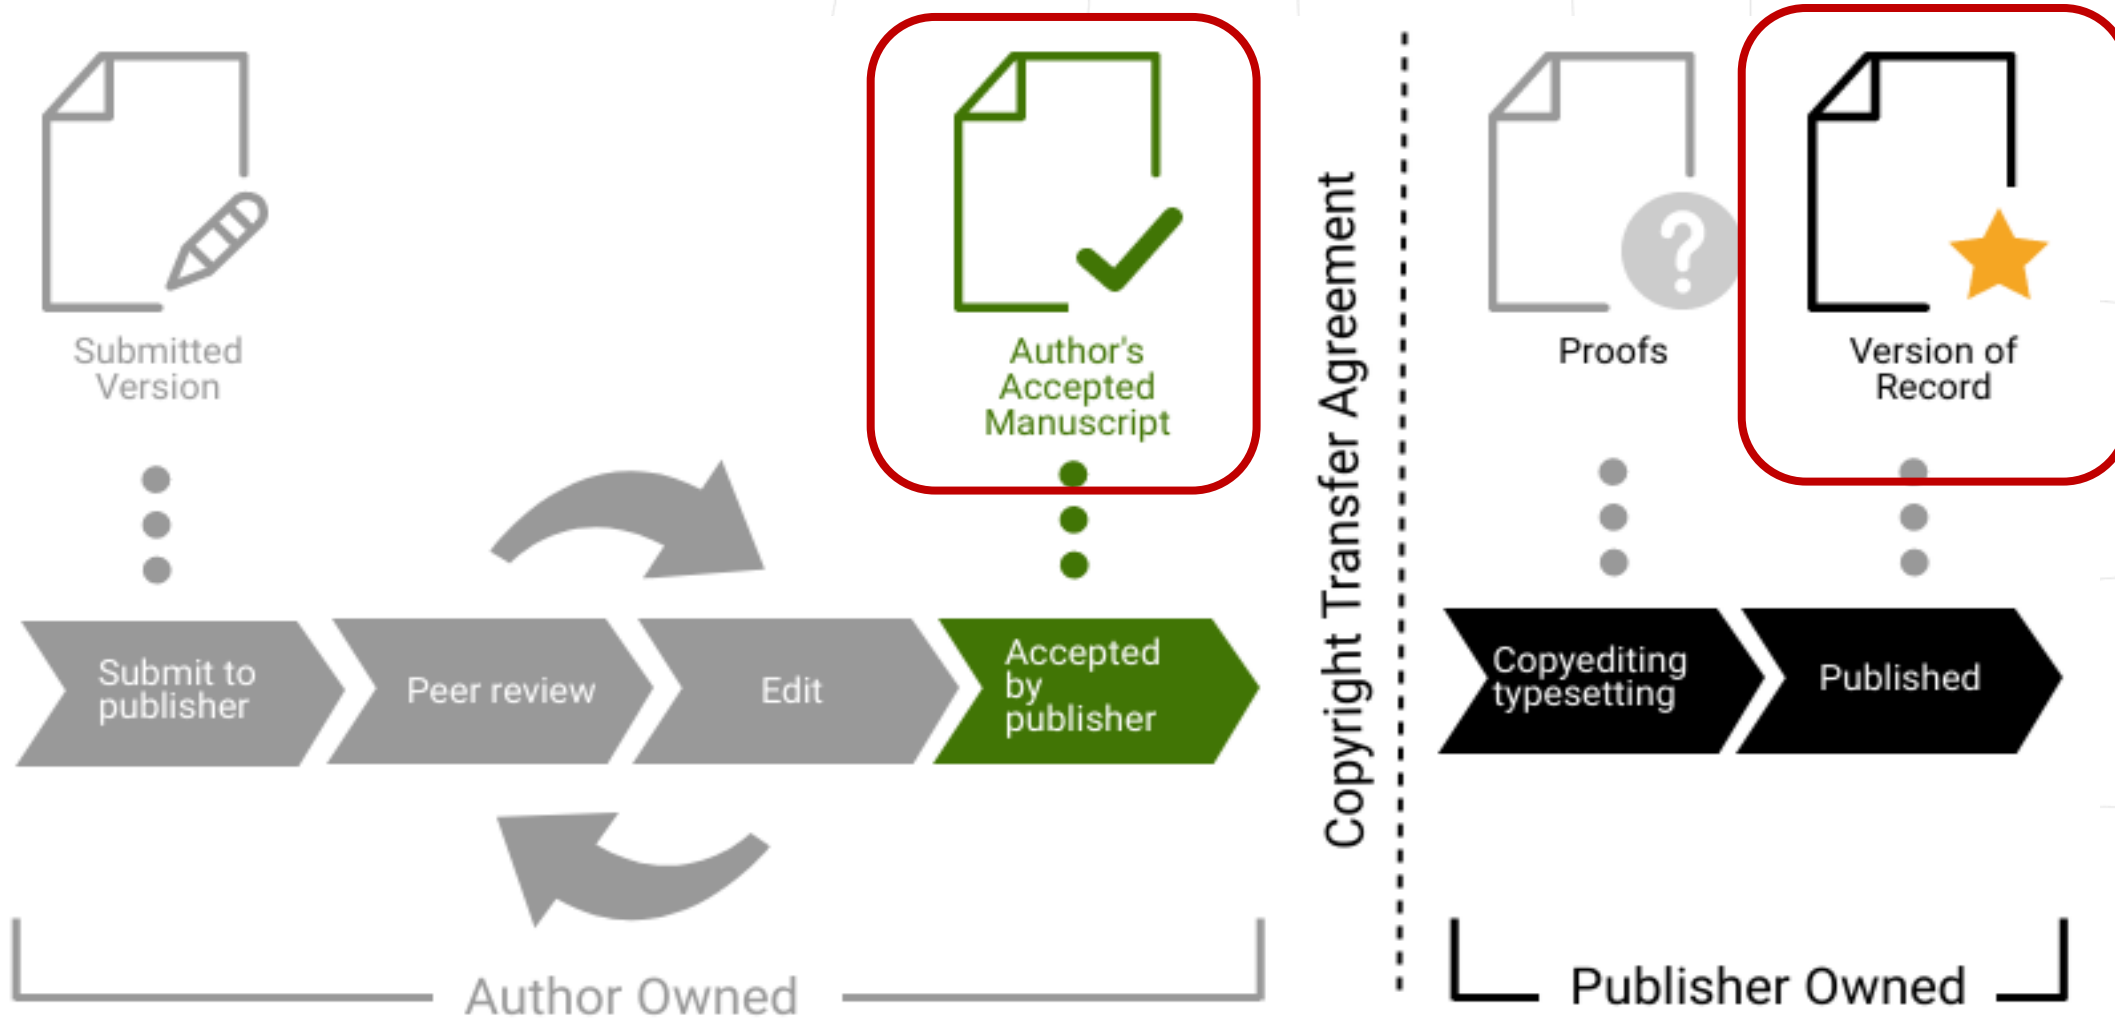 Submitted
Version
Author's
Accepted
Manuscript
Copyright Transfer Agreement
Proofs
Version of
Record
Submit to
publisher
Peer review
Edit
Accepted
by
publisher
Copyediting
typesetting
Published
Author Owned
Publisher Owned